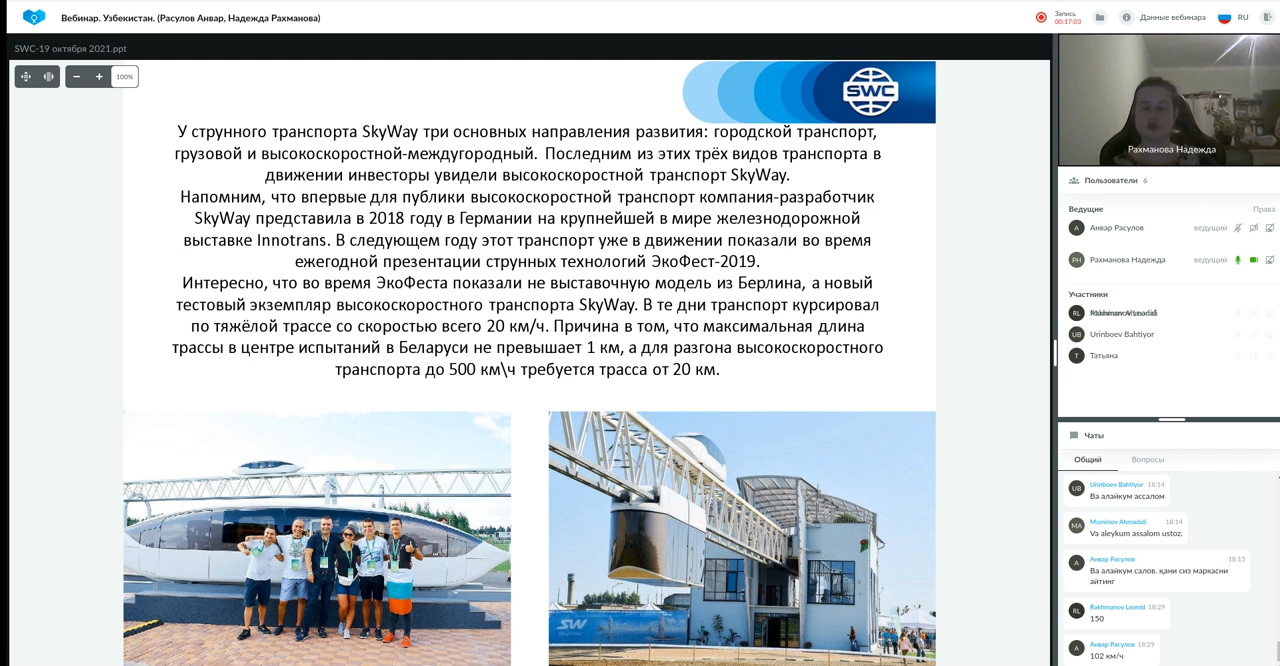 Вебинар. Узбекистан. (Расулов Анвар, Надежда Рахманова)
Запись
00:17:03
Данные вебинара
RU
SWC-19 октября 2021.ppt
100%
SWC
У струнного транспорта SkyWay три основных направления развития: городской транспорт,
грузовой и высокоскоростной-междугородный. Последним из этих трёх видов транспорта в
движении инвесторы увидели высокоскоростной транспорт SkyWay.
Напомним, что впервые для публики высокоскоростной транспорт компания-разработчик
SkyWay представила в 2018 году в Германии на крупнейшей в мире железнодорожной
выставке Innotrans. В следующем году этот транспорт уже в движении показали во время
ежегодной презентации струнных технологий ЭкоФест-2019.
Интересно, что во время ЭкоФеста показали не выставочную модель из Берлина, а новый
тестовый экземпляр высокоскоростного транспорта SkyWay. В те дни транспорт курсировал
по тяжёлой трассе со скоростью всего 20 км/ч. Причина в том, что максимальная длина
трассы в центре испытаний в Беларуси не превышает 1 км, а для разгона высокоскоростного
транспорта до 500 км\ч требуется трасса от 20 км.
SW
SkyWay
Рахманова Надежда
Пользователи 6
Ведущие
Права
А Анвар Расулов ведущий
РН Рахманова Надежда ведущий
Участники
RL
UB Urinboev Bahtiyor
Т Татьяна
Чаты
Общий Вопросы
UB Urinboev Bahtiyor 18:14
Ва алайкум ассалом
MA Muminov Ahmadali 18:14
Va aleykum assalom ustoz.
А Анвар Расулов 18:15
Ва алайкум салов. қани сиз маркасни
айтинг
RL Rakhmanov Leonid 18:29
150
А Анвар Расулов 18:29
102 км/ч